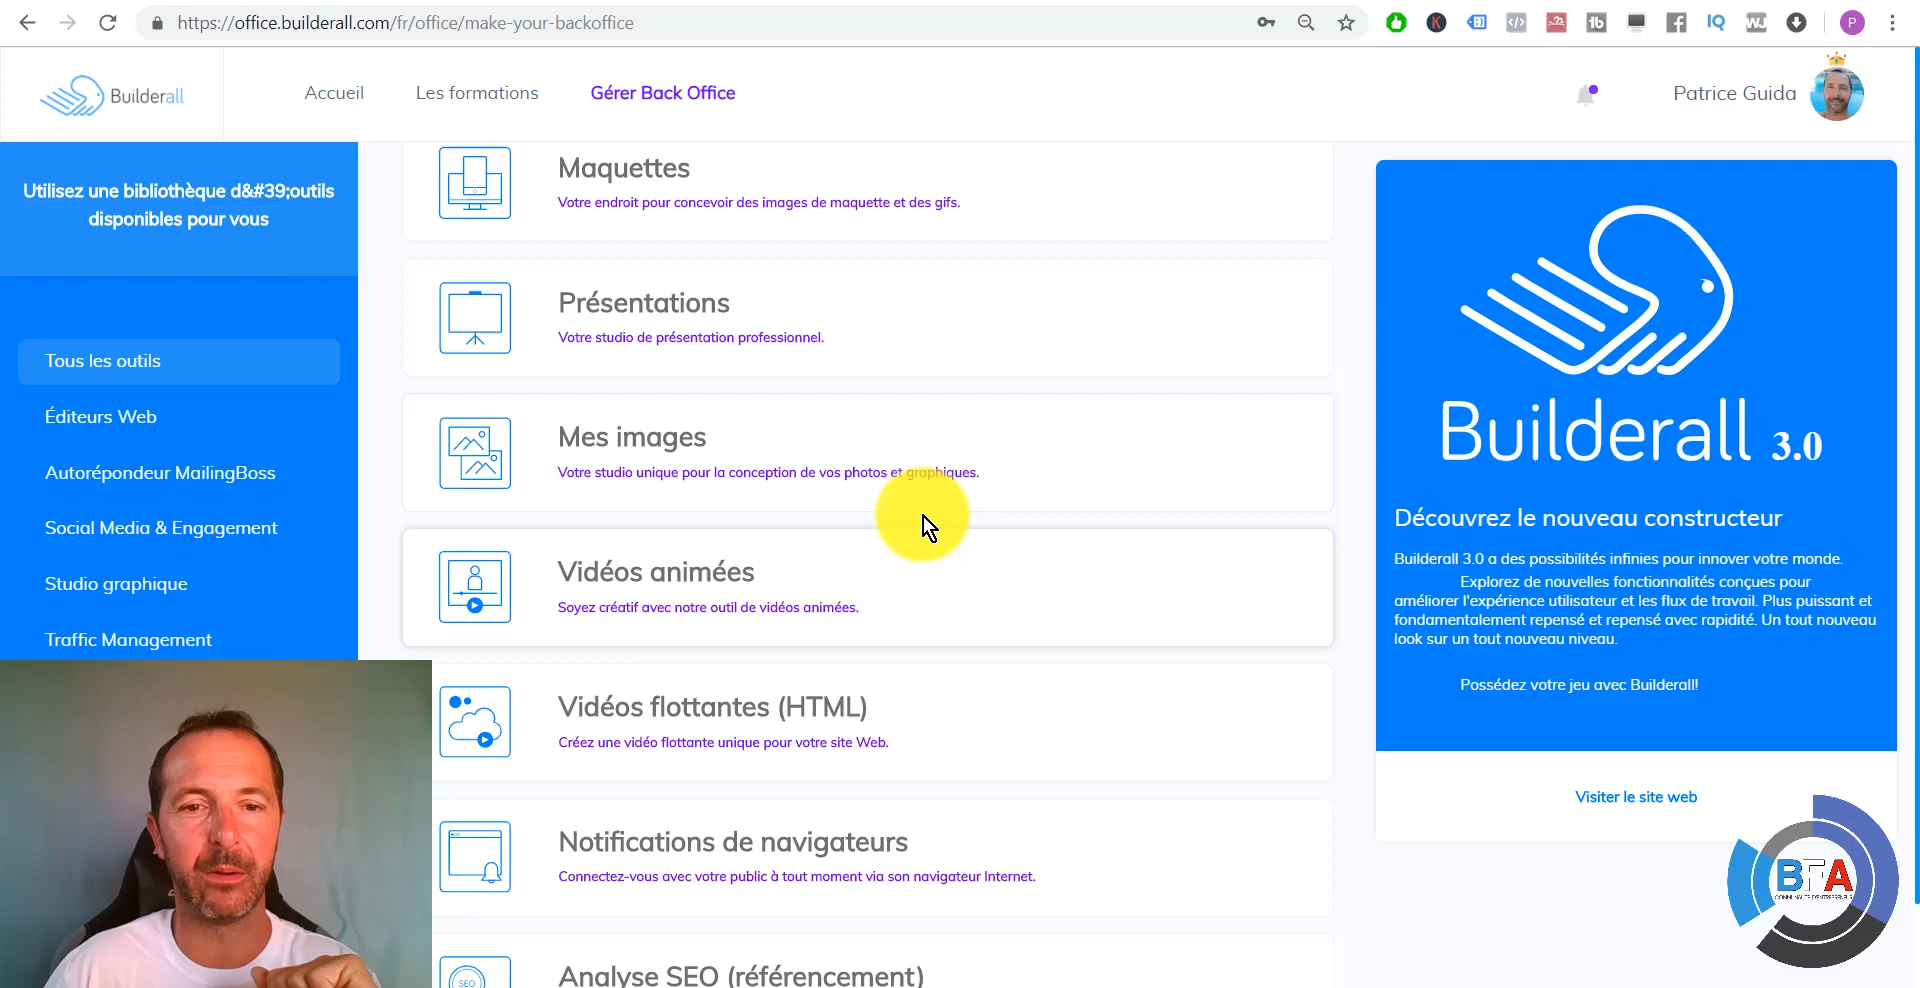 https://office.builderall.com/fr/office/make-your-backoffice
Builderall
Accueil
Les formations
Gérer Back Office
Patrice Guida
Utilisez une bibliothèque d&#39;outils
disponibles pour vous
Tous les outils
Éditeurs Web
Autorépondeur MailingBoss
Social Media & Engagement
Studio graphique
Traffic Management
Maquettes
Votre endroit pour concevoir des images de maquette et des gifs.
Présentations
Votre studio de présentation professionnel.
Mes images
Votre studio unique pour la conception de vos photos et graphiques.
Vidéos animées
Soyez créatif avec notre outil de vidéos animées.
Vidéos flottantes (HTML)
Créez une vidéo flottante unique pour votre site Web.
Notifications de navigateurs
Connectez-vous avec votre public à tout moment via son navigateur Internet.
SEO
Analyse SEO (référencement)
Builderall 3.0
Découvrez le nouveau constructeur
Builderall 3.0 a des possibilités infinies pour innover votre monde.
Explorez de nouvelles fonctionnalités conçues pour
améliorer l'expérience utilisateur et les flux de travail. Plus puissant et
fondamentalement repensé et repensé avec rapidité. Un tout nouveau
look sur un tout nouveau niveau.
Possédez votre jeu avec Builderall!
Visiter le site web
BFA